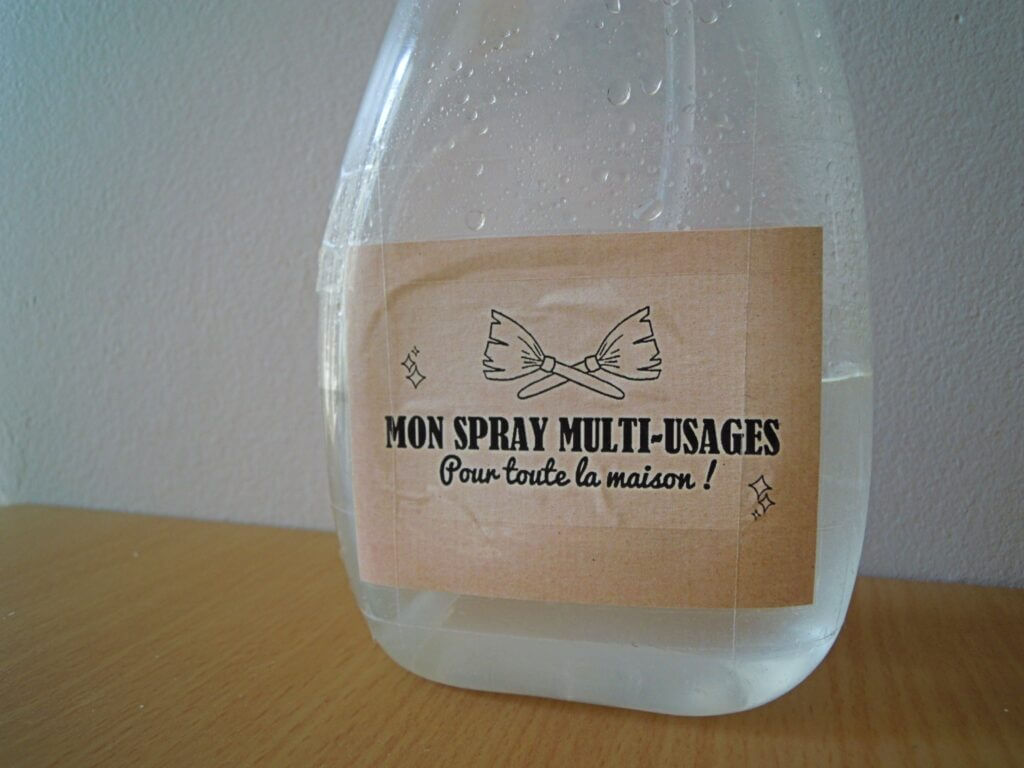 MON SPRAY MULTI-USAGES
Pour toute la maison !